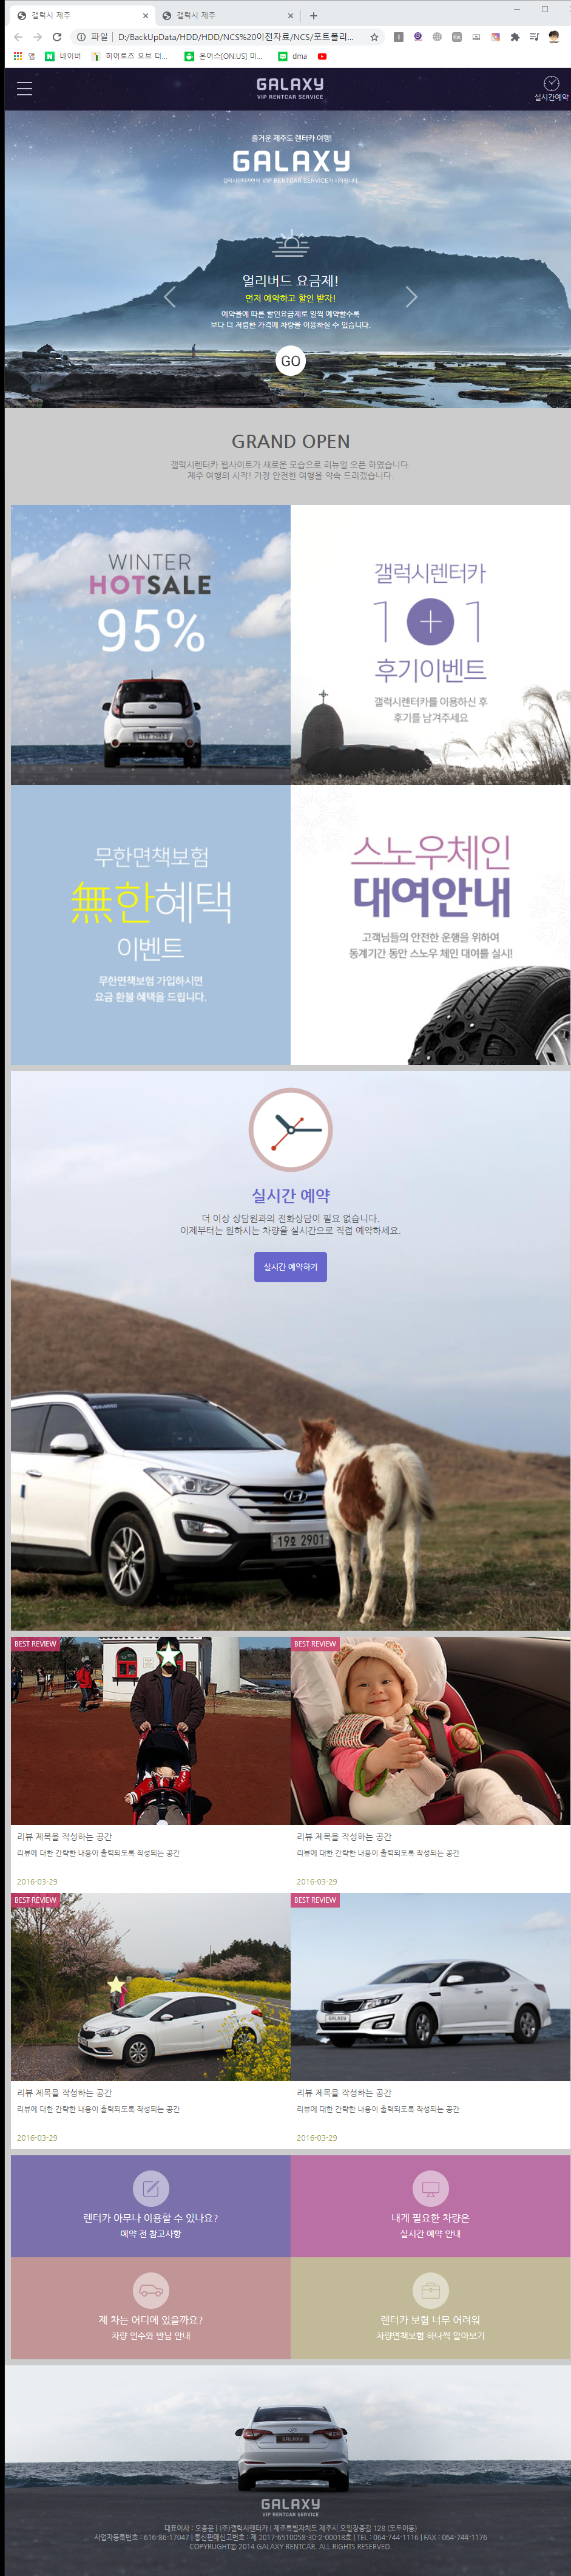 갤럭시 제주
갤럭시 제주
파일 | D:/BackUpData/HDD/HDD/NCS%20이전자료/NCS/포트폴리...
앱
네이버
히어로즈 오브 더...
온어스[ON:US] 미...
dma
GALAXY
VIP RENTCAR SERVICE
실시간예약
즐거운 제주도 렌터카 여행!
GALAXY
갤럭시렌터카만의 VIP RENTCAR SERVICE가 시작됩니다.
얼리버드 요금제!
먼저 예약하고 할인 받자!
예약율에 따른 할인요금제로 일찍 예약할수록
보다 더 저렴한 가격에 차량을 이용하실 수 있습니다.
GO
GRAND OPEN
갤럭시렌터카 웹사이트가 새로운 모습으로 리뉴얼 오픈 하였습니다.
제주 여행의 시작! 가장 안전한 여행을 약속 드리겠습니다.
WINTER
HOTSALE
95%
갤럭시렌터카
1+1
후기이벤트
갤럭시렌터카를 이용하신 후
후기를 남겨주세요
무한면책보험
無한혜택
이벤트
무한면책보험 가입하시면
요금 환불 혜택을 드립니다.
스노우체인
대여안내
고객님들의 안전한 운행을 위하여
동계기간 동안 스노우 체인 대여를 실시!
실시간 예약
더 이상 상담원과의 전화상담이 필요 없습니다.
이제부터는 원하시는 차량을 실시간으로 직접 예약하세요.
실시간 예약하기
19오 2901
BEST REVIEW
BEST REVIEW
리뷰 제목을 작성하는 공간
리뷰 제목을 작성하는 공간
리뷰에 대한 간략한 내용이 출력되도록 작성되는 공간
리뷰에 대한 간략한 내용이 출력되도록 작성되는 공간
2016-03-29
2016-03-29
BEST REVIEW
BEST REVIEW
GALAXY
리뷰 제목을 작성하는 공간
리뷰 제목을 작성하는 공간
리뷰에 대한 간략한 내용이 출력되도록 작성되는 공간
리뷰에 대한 간략한 내용이 출력되도록 작성되는 공간
2016-03-29
2016-03-29
렌터카 아무나 이용할 수 있나요?
예약 전 참고사항
내게 필요한 차량은
실시간 예약 안내
제 차는 어디에 있을까요?
차량 인수와 반납 안내
렌터카 보험 너무 어려워
차량면책보험 하나씩 알아보기
GALAXY
GALAXY
VIP RENTCAR SERVICE
대표이사 : 오종운 | (주)갤럭시렌터카 | 제주특별자치도 제주시 오일장중길 128 (도두이동)
사업자등록번호 : 616-86-17047 | 통신판매신고번호 : 제 2017-6510058-30-2-00018호 | TEL : 064-744-1116 | FAX : 064-744-1176
COPYRUGHTⓒ 2014 GALAXY RENTCAR. ALL RIGHTS RESERVED.